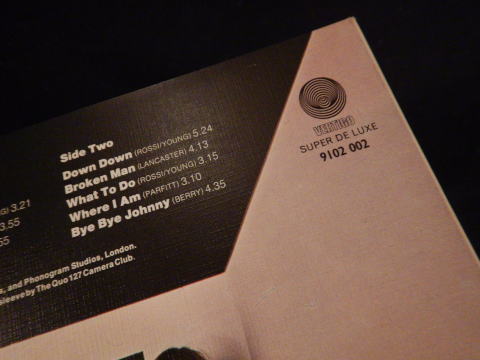 Side Two
Down Down (ROSSI/YOUNG) 5.24
Broken Man (LANCASTER) 4.13
What To Do (ROSSI/YOUNG) 3.15
Where I Am (PARFITT) 3.10
Bye Bye Johnny (BERRY) 4.35
G) 3.21
3.55
55
s, and Phonogram Studios, London.
sleeve by The Quo 127 Camera Club.
VERTIGO
SUPER DE LUXE
9102 002